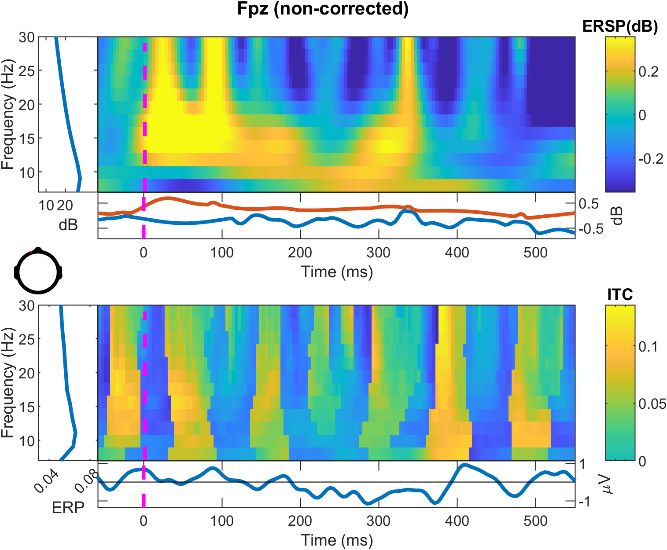 Fpz (non-corrected)
ERSP(dB)
Frequency (Hz)
30
25
20
15
10
0.2
0
-0.2
10 20
dB
0.5
-0.5
dB
0 100 200 300 400 500
Time (ms)
ITC
Frequency (Hz)
30
25
20
15
10
0.1
0.05
0
0.04 0.08
ERP
1
-1
μV
0 100 200 300 400 500
Time (ms)